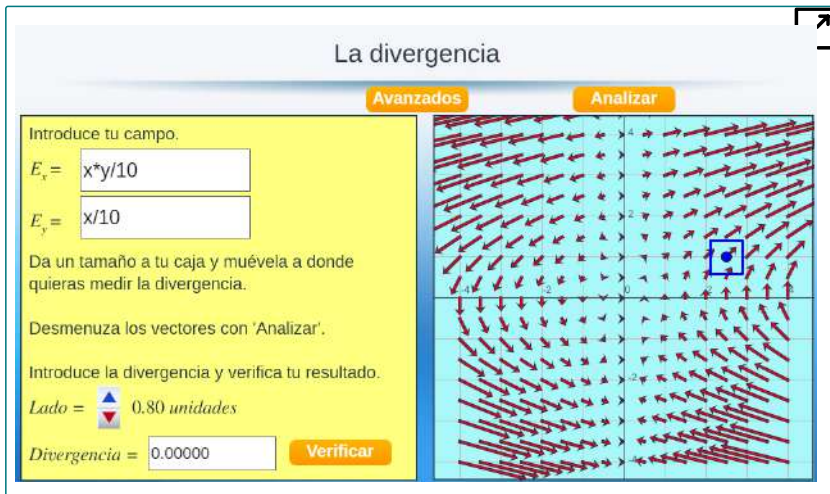 La divergencia
Avanzados
Analizar
Introduce tu campo.
Eₓ = x*y/10
Eᵧ = x/10
Da un tamaño a tu caja y muévela a donde
quieras medir la divergencia.
Desmenuza los vectores con 'Analizar'.
Introduce la divergencia y verifica tu resultado.
Lado = 0.80 unidades
Divergencia = 0.00000
Verificar
4
2
-4 -2 0 2 4
-2
-4